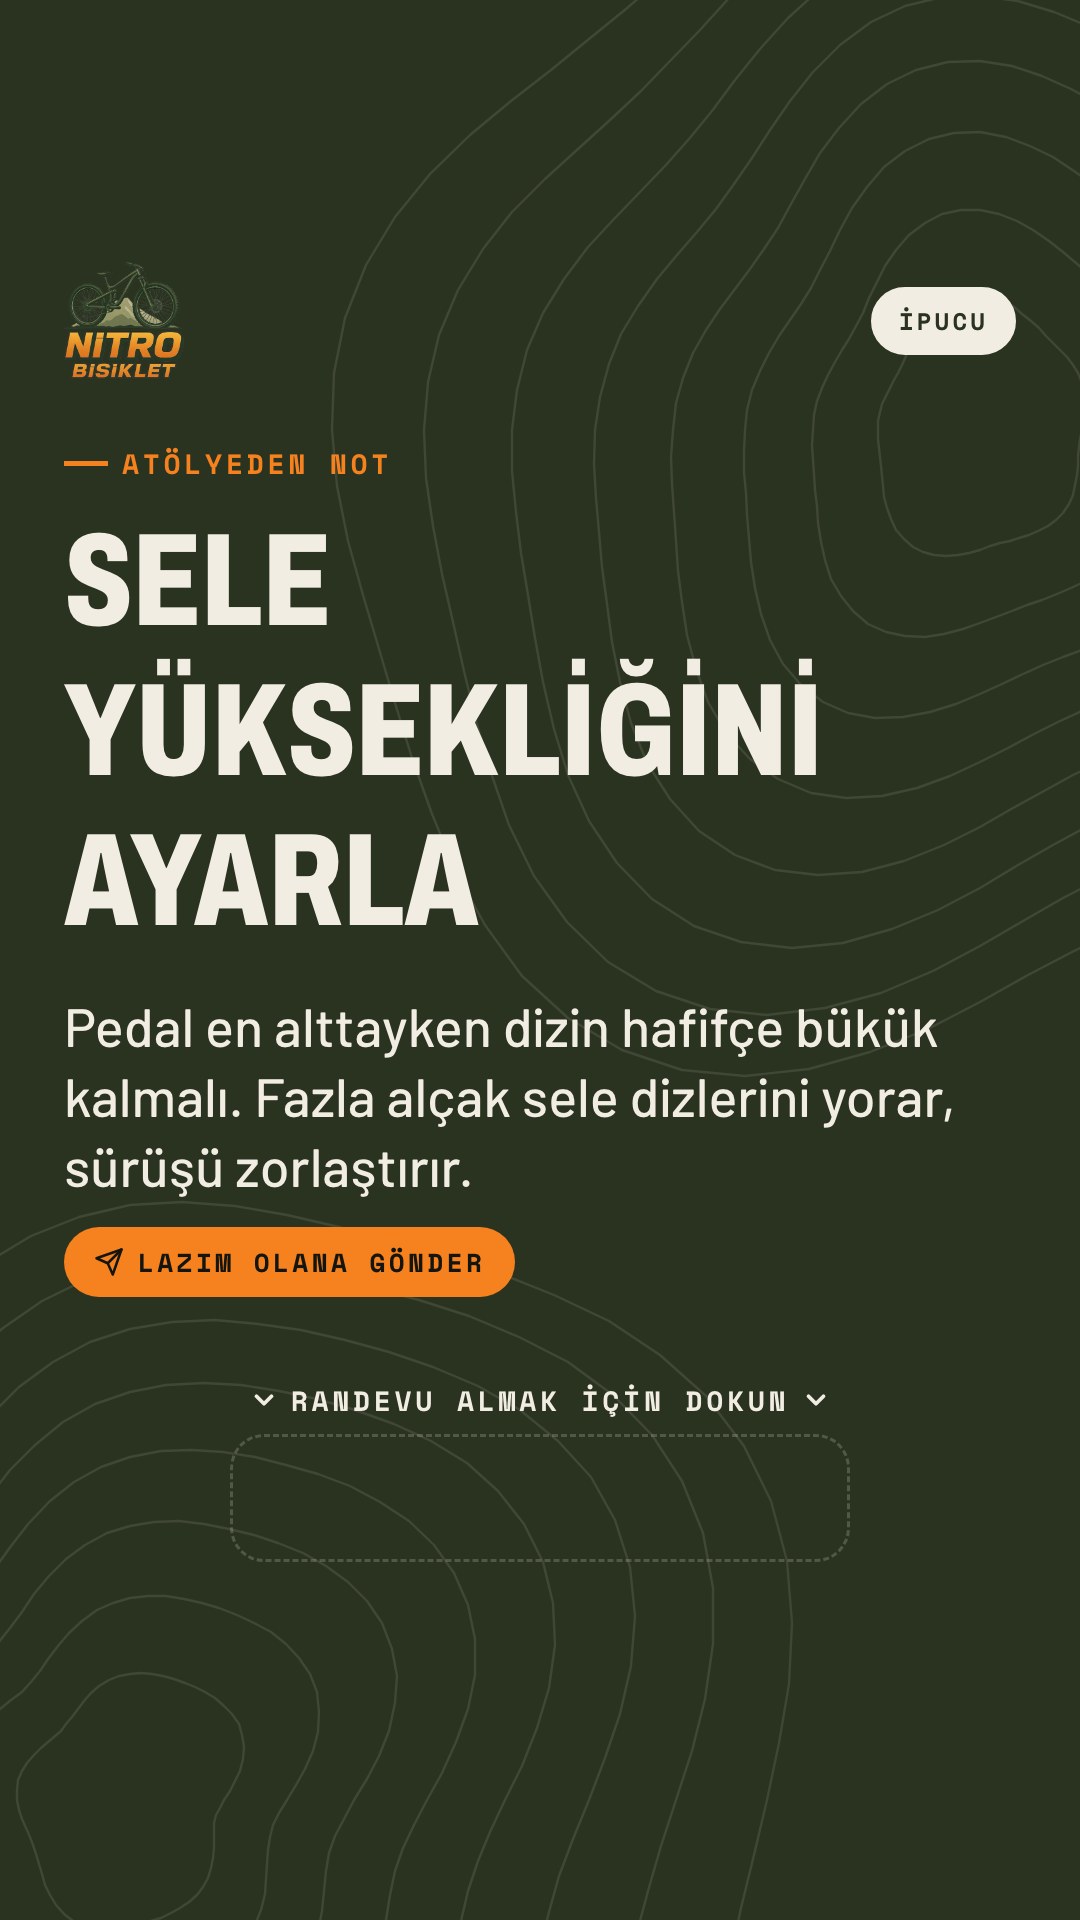 NiTRO
BiSiKLET
İPUCU
ATÖLYEDEN NOT
SELE
YÜKSEKLİĞİNİ
AYARLA
Pedal en alttayken dizin hafifçe bükük
kalmalı. Fazla alçak sele dizlerini yorar,
sürüşü zorlaştırır.
LAZIM OLANA GÖNDER
RANDEVU ALMAK İÇİN DOKUN